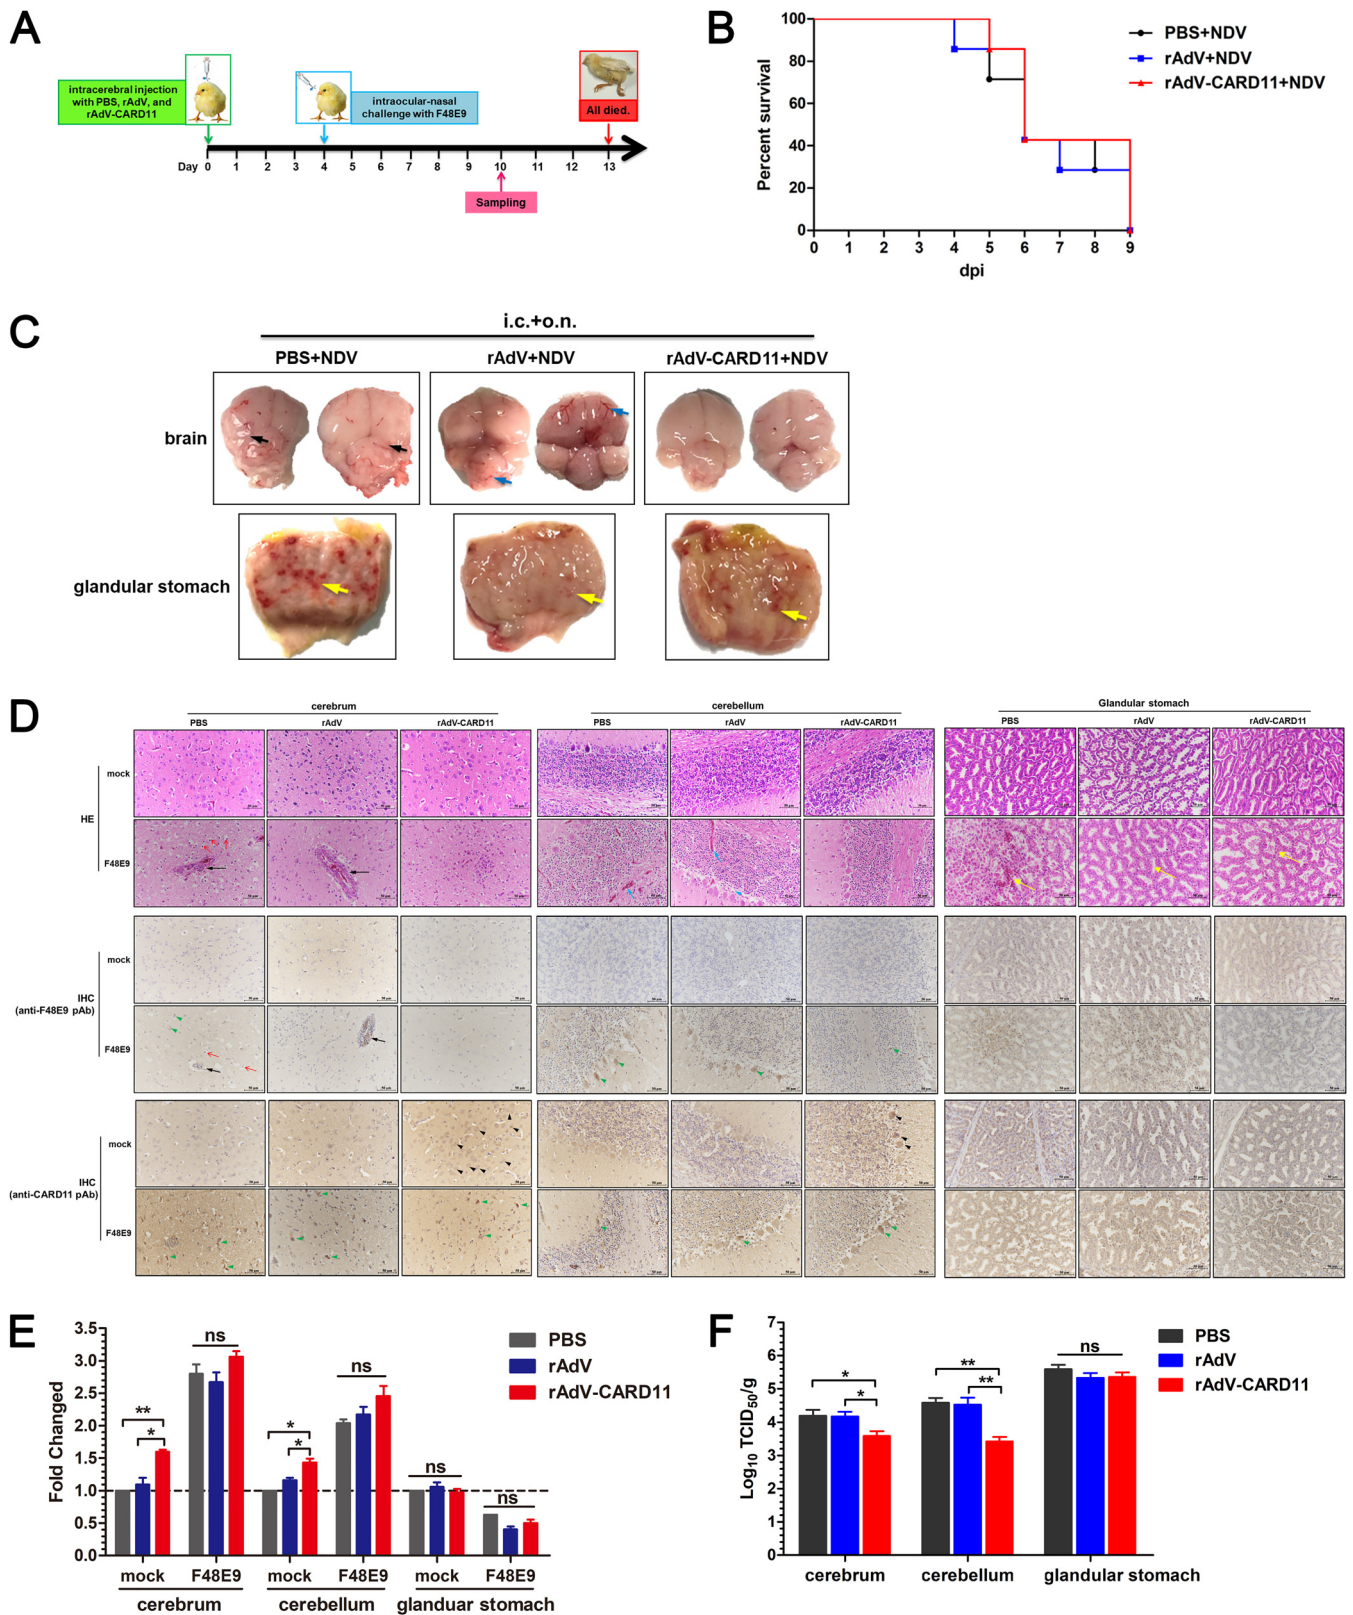 A
intracerebral injection
with PBS, rAdV, and
rAdV-CARD11
intraocular-nasal
challenge with F48E9
All died.
Day 0 1 2 3 4 5 6 7 8 9 10 11 12 13
Sampling
B
Percent survival
100
80
60
40
20
0
0 1 2 3 4 5 6 7 8 9
dpi
PBS+NDV
rAdV+NDV
rAdV-CARD11+NDV
C
i.c.+o.n.
PBS+NDV rAdV+NDV rAdV-CARD11+NDV
brain
glandular stomach
D
cerebrum cerebellum Glandular stomach
PBS rAdV rAdV-CARD11 PBS rAdV rAdV-CARD11 PBS rAdV rAdV-CARD11
mock
HE
F48E9
mock
IHC
(anti-F48E9 pAb)
F48E9
mock
IHC
(anti-CARD11 pAb)
F48E9
E
Fold Changed
3.5
3.0
2.5
2.0
1.5
1.0
0.5
0.0
** * ns * * ns ns ns
PBS
rAdV
rAdV-CARD11
mock F48E9 mock F48E9 mock F48E9
cerebrum cerebellum glanduar stomach
F
Log10 TCID50/g
7
6
5
4
3
2
1
0
* * ** ** ns
PBS
rAdV
rAdV-CARD11
cerebrum cerebellum glandular stomach